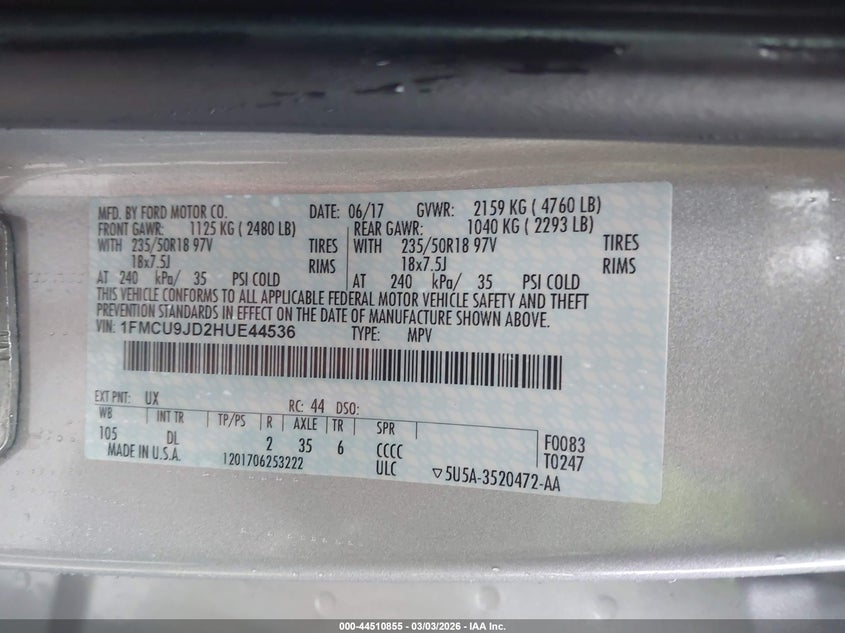 MFD. BY FORD MOTOR CO. DATE: 06/17 GVWR: 2159 KG ( 4760 LB)
FRONT GAWR: 1125 KG ( 2480 LB) REAR GAWR: 1040 KG ( 2293 LB)
WITH 235/50R18 97V TIRES WITH 235/50R18 97V TIRES
18x7.5J RIMS 18x7.5J RIMS
AT 240 kPa/ 35 PSI COLD AT 240 kPa/ 35 PSI COLD
THIS VEHICLE CONFORMS TO ALL APPLICABLE FEDERAL MOTOR VEHICLE SAFETY AND THEFT
PREVENTION STANDARDS IN EFFECT ON THE DATE OF MANUFACTURE SHOWN ABOVE.
VIN: 1FMCU9JD2HUE44536 TYPE: MPV
EXT PNT: UX RC: 44 DSO:
WB INT TR TP/PS R AXLE TR SPR
105 DL 2 35 6 CCCC F0083
MADE IN U.S.A. 1201706253222 ULC T0247
▽5U5A-3520472-AA
000-44510855 — 03/03/2026 — IAA Inc.